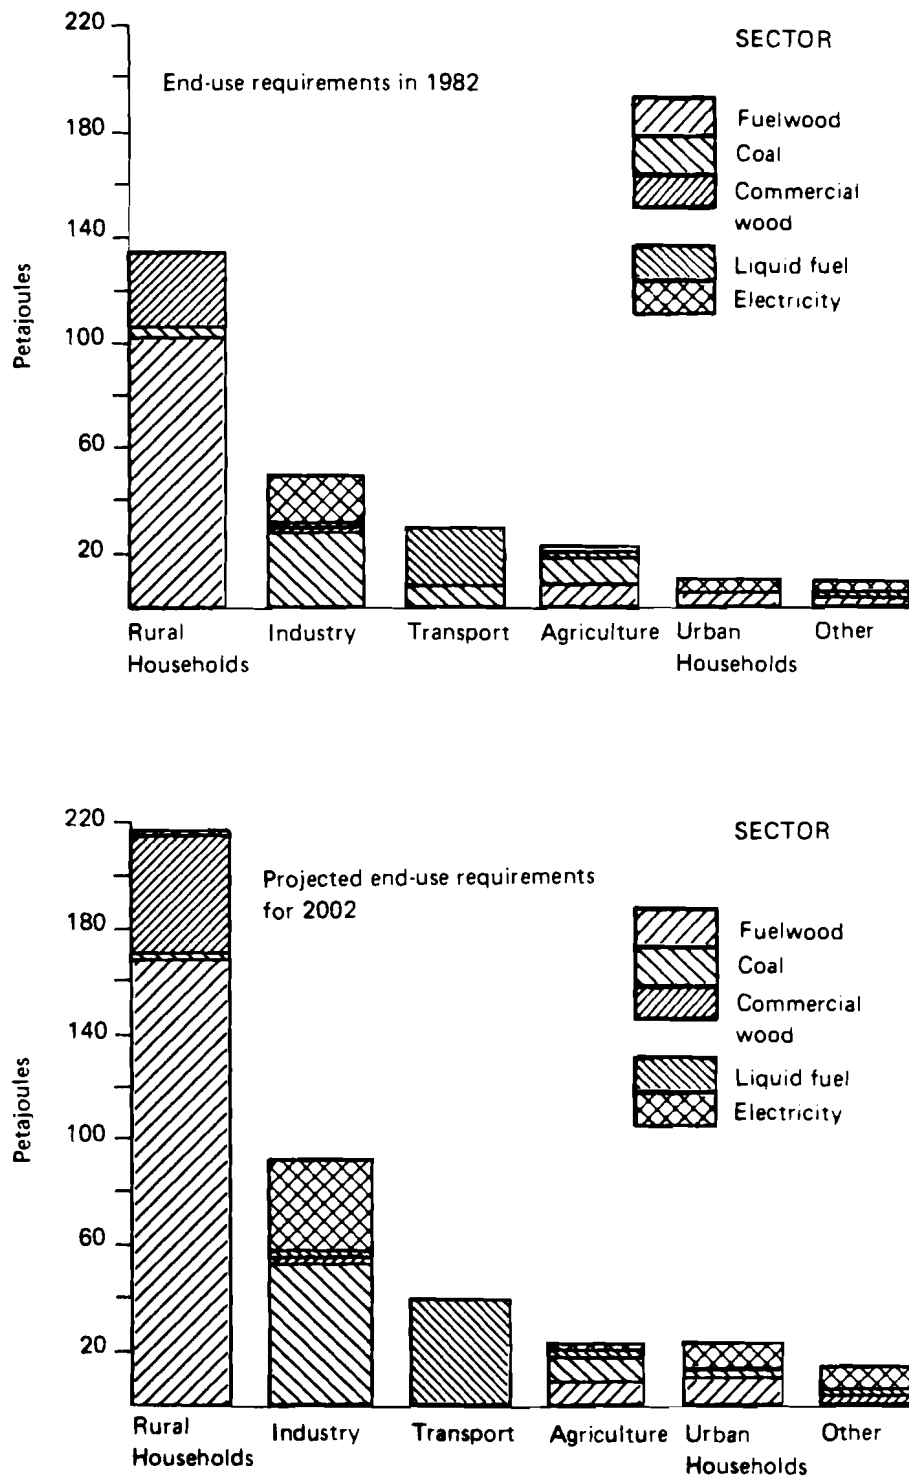 220
180
140
100
60
20
Petajoules
End-use requirements in 1982
SECTOR
Fuelwood
Coal
Commercial
wood
Liquid fuel
Electricity
Rural
Households
Industry
Transport
Agriculture
Urban
Households
Other
220
180
140
100
60
20
Petajoules
Projected end-use requirements
for 2002
SECTOR
Fuelwood
Coal
Commercial
wood
Liquid fuel
Electricity
Rural
Households
Industry
Transport
Agriculture
Urban
Households
Other